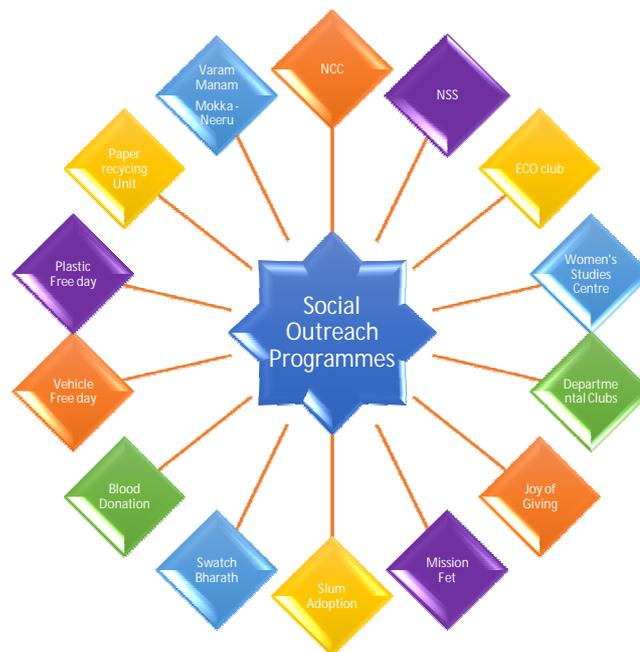 Social
Outreach
Programmes
NCC
NSS
ECO club
Women's
Studies
Centre
Departme
ntal Clubs
Joy of
Giving
Mission
Fet
Slum
Adoption
Swatch
Bharath
Blood
Donation
Vehicle
Free day
Plastic
Free day
Paper
recycing
Unit
Varam
Manam
Mokka -
Neeru